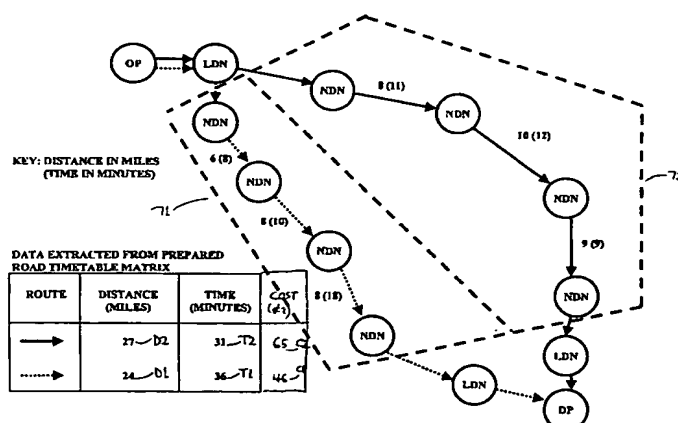 OP
LDN
NDN
8 (11)
NDN
10 (12)
NDN
6 (8)
KEY: DISTANCE IN MILES
(TIME IN MINUTES)
NDN
NDN
71
8 (10)
NDN
9 (9)
DATA EXTRACTED FROM PREPARED
ROAD TIMETABLE MATRIX
8 (18)
NDN
NDN
ROUTE DISTANCE (MILES) TIME (MINUTES) COST
27 D2 31 T2 65
24 D1 36 T1 46
LDN
LDN
DP